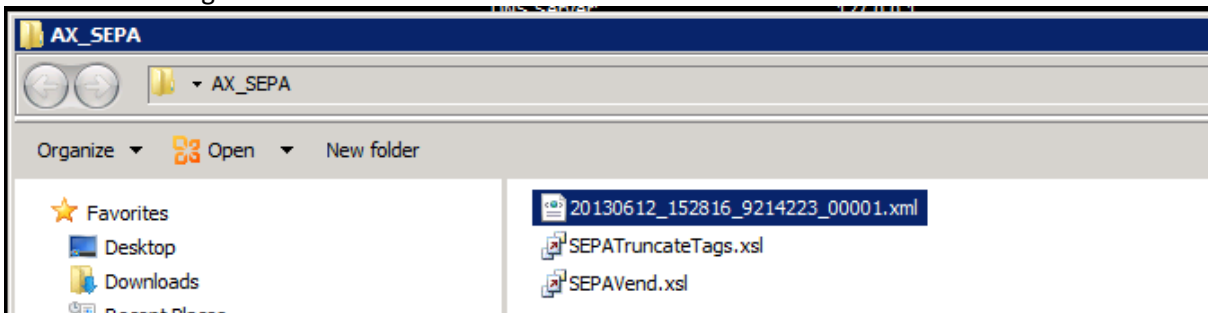 AX_SEPA
AX_SEPA
Organize Open New folder
Favorites
Desktop
Downloads
20130612_152816_9214223_00001.xml
SEPATruncateTags.xsl
SEPAVend.xsl